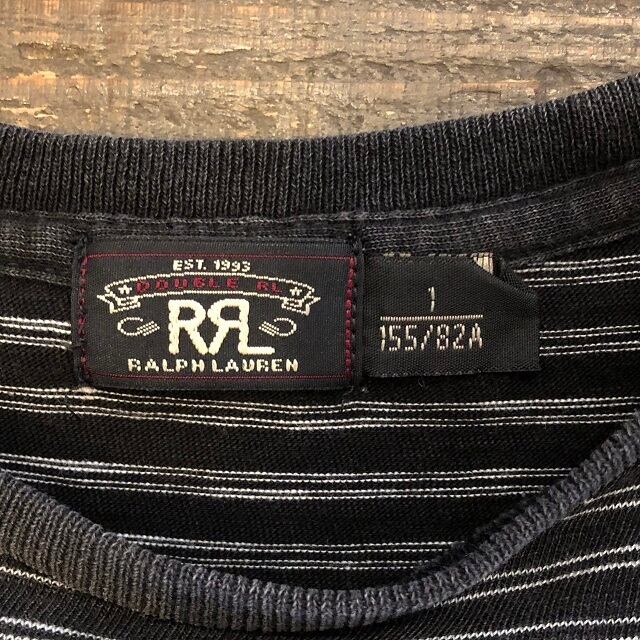 EST. 1993
DOUBLE RL
RRL
RALPH LAUREN
1
155/82A